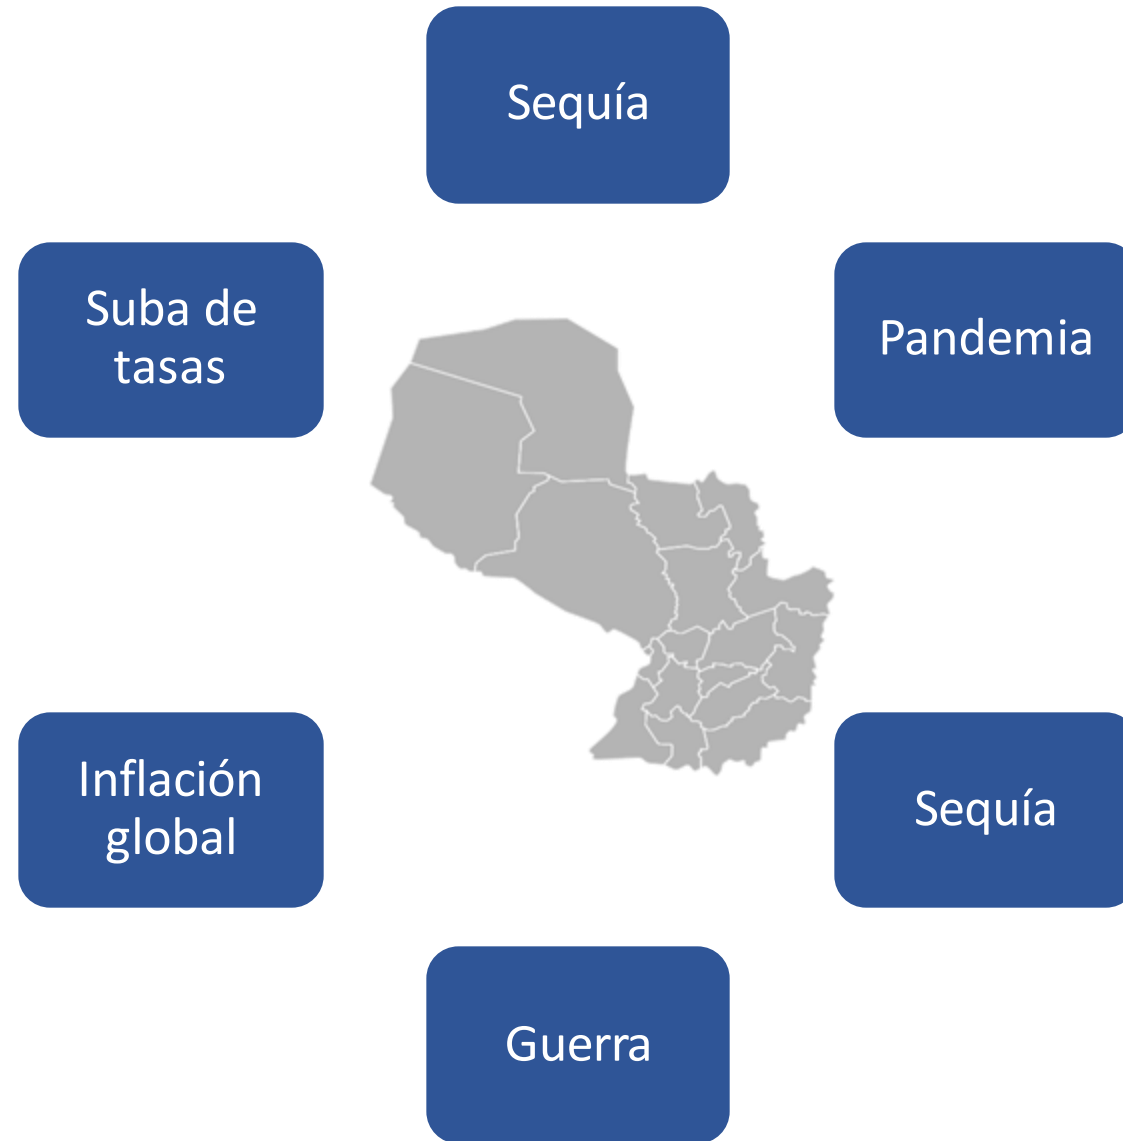 Sequía
Suba de
tasas
Pandemia
Inflación
global
Sequía
Guerra